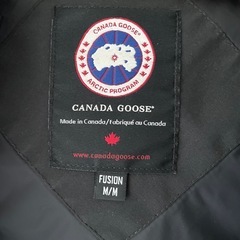 CANADA GOOSE®
ARCTIC PROGRAM
CANADA GOOSE®
Made in Canada/Fabriqué au Canada
www.canadagoose.com
FUSION
M/M